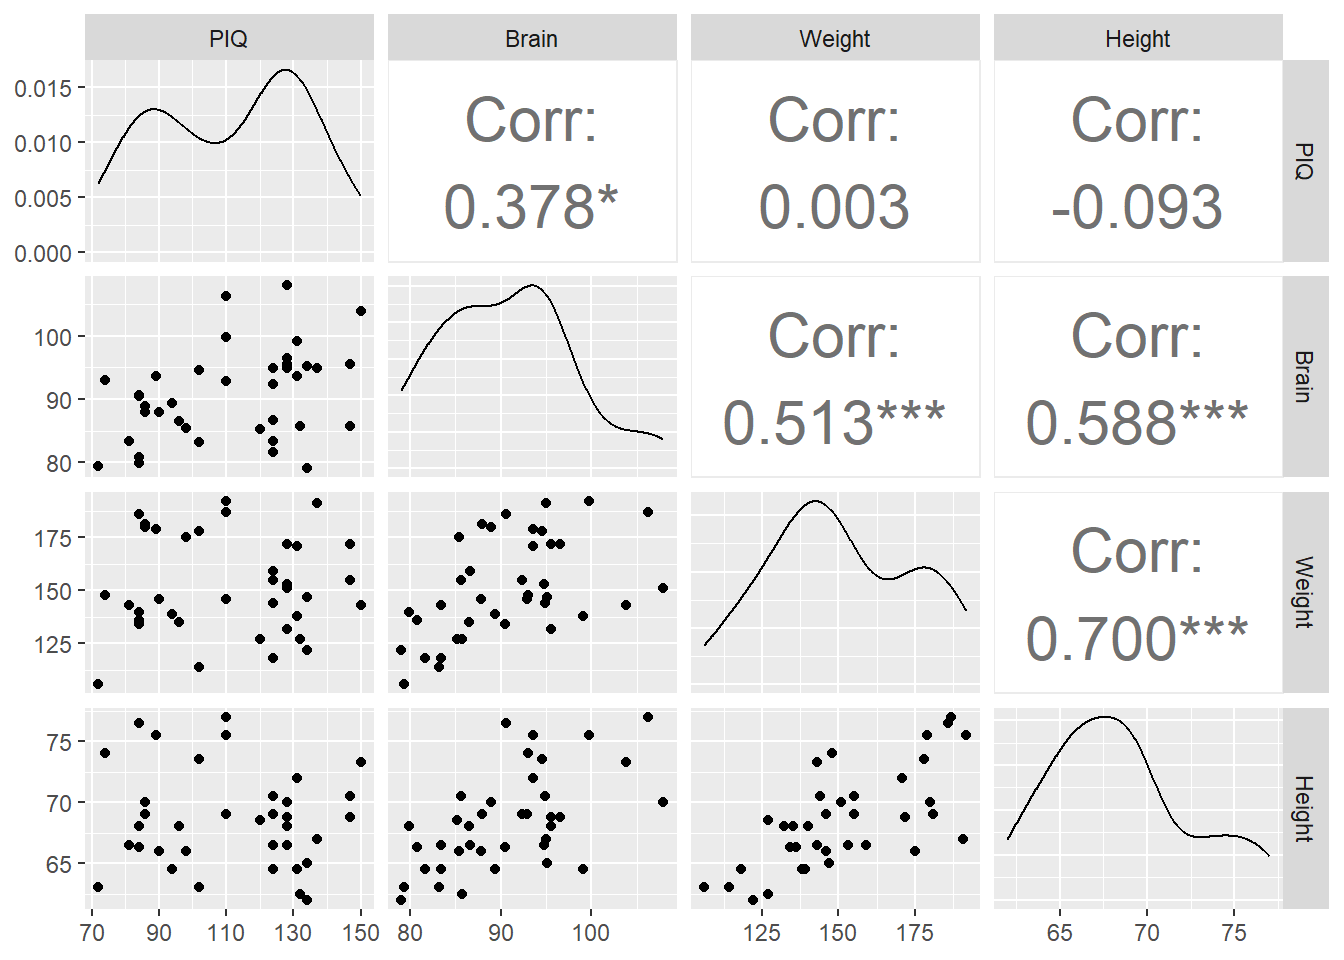 PIQ
Brain
Weight
Height
0.015
0.010
0.005
0.000
Corr:
0.378*
Corr:
0.003
Corr:
-0.093
PIQ
100
90
80
Corr:
0.513***
Corr:
0.588***
Brain
175
150
125
Corr:
0.700***
Weight
75
70
65
Height
70 90 110 130 150
80 90 100
125 150 175
65 70 75